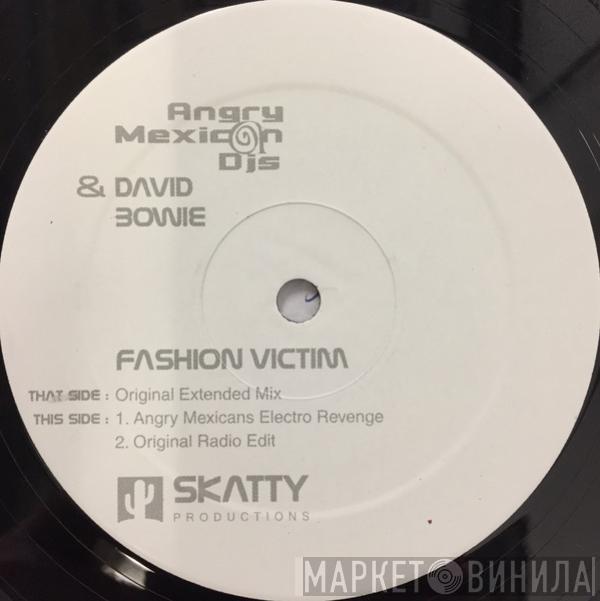 Angry
Mexican
Djs
& DAVID
BOWIE
FASHION VICTIM
THAT SIDE : Original Extended Mix
THIS SIDE : 1. Angry Mexicans Electro Revenge
2. Original Radio Edit
SKATTY
PRODUCTIONS
МАРКЕТ ВИНИЛА